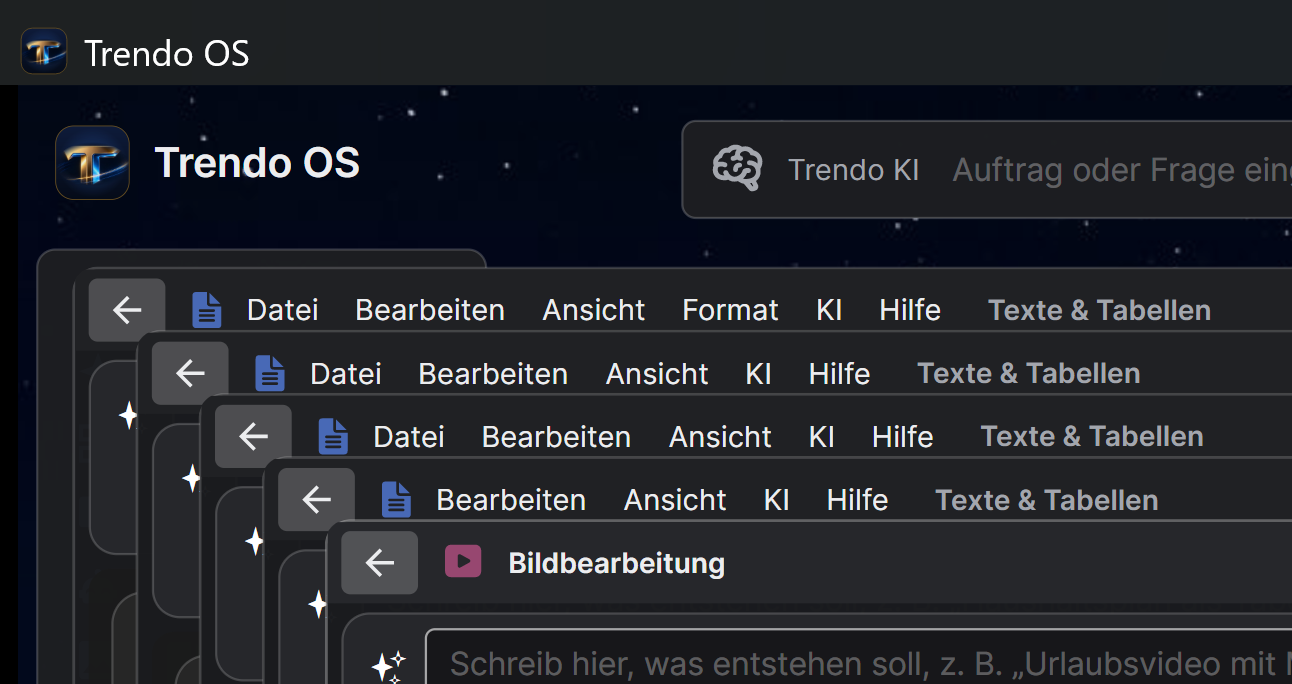 Trendo OS
Trendo OS
Trendo KI Auftrag oder Frage
Datei Bearbeiten Ansicht Format KI Hilfe Texte & Tabellen
Datei Bearbeiten Ansicht KI Hilfe Texte & Tabellen
Datei Bearbeiten Ansicht KI Hilfe Texte & Tabellen
Bearbeiten Ansicht KI Hilfe Texte & Tabellen
Bildbearbeitung
Schreib hier, was entstehen soll, z. B. „Urlaubsvideo mit